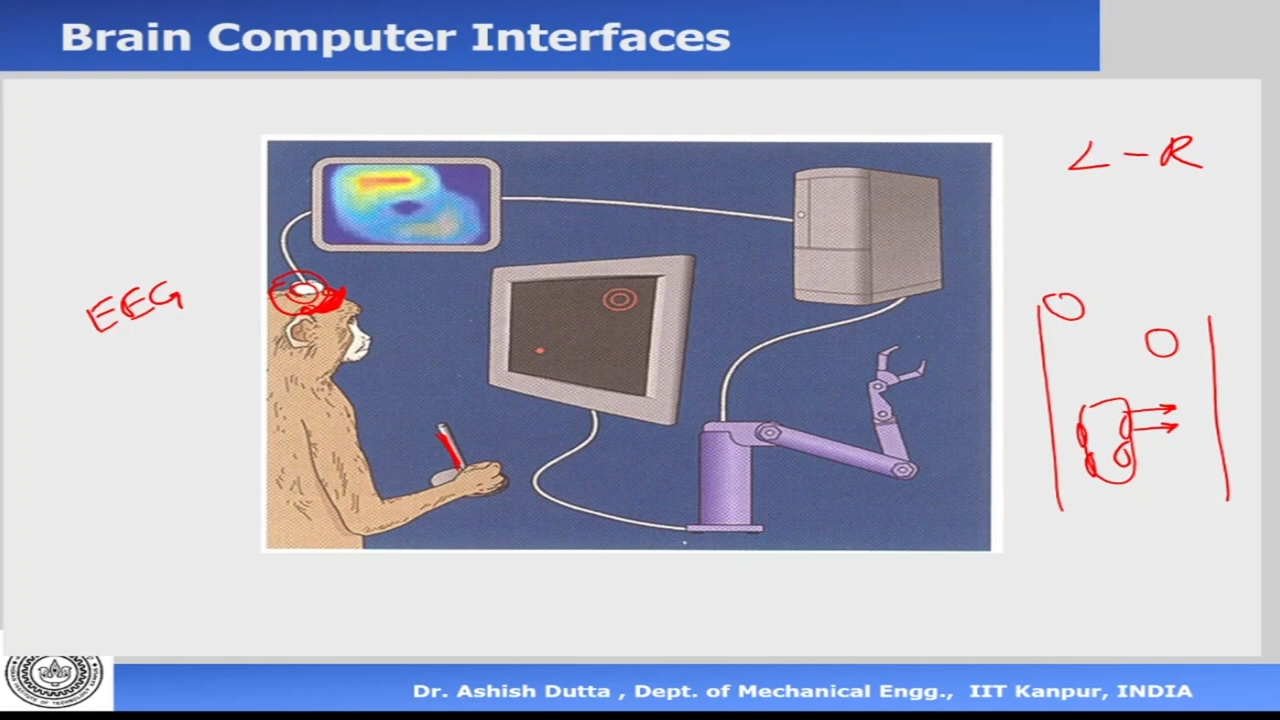 Brain Computer Interfaces
L - R
EEG
Dr. Ashish Dutta , Dept. of Mechanical Engg., IIT Kanpur, INDIA